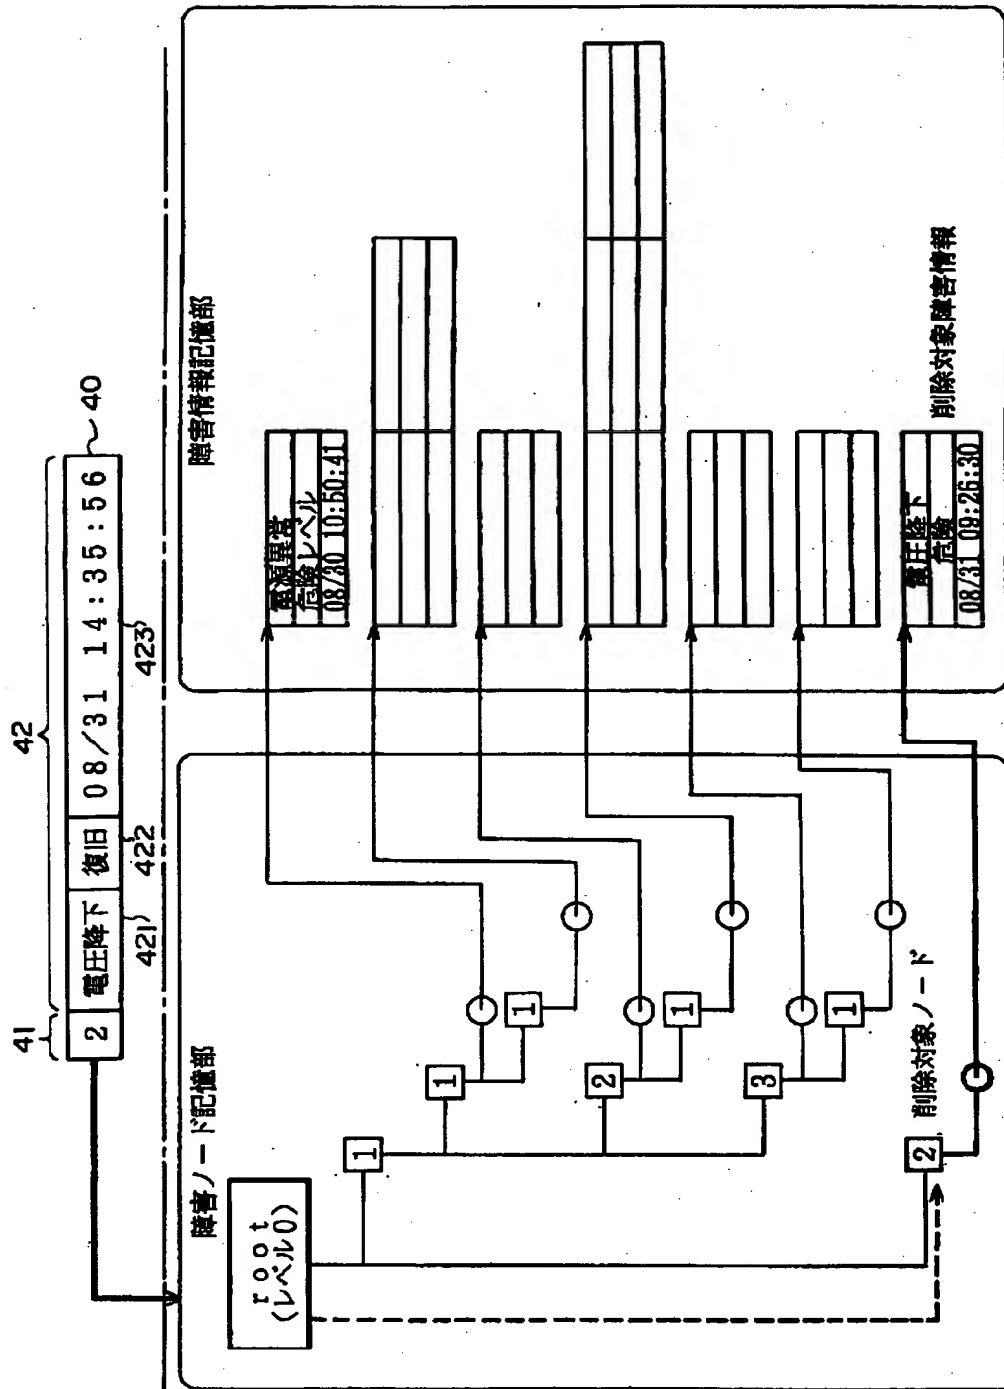 41
42
2 電圧降下 復旧 08/31 14:35:56
40
421
422
423
障害ノード記憶部
root
(レベル0)
1
1
1
2
1
3
1
2
削除対象ノード
障害情報記憶部
電源異常
危険レベル
08/30 10:50:41
電圧降下
危険
08/31 09:26:30
削除対象障害情報